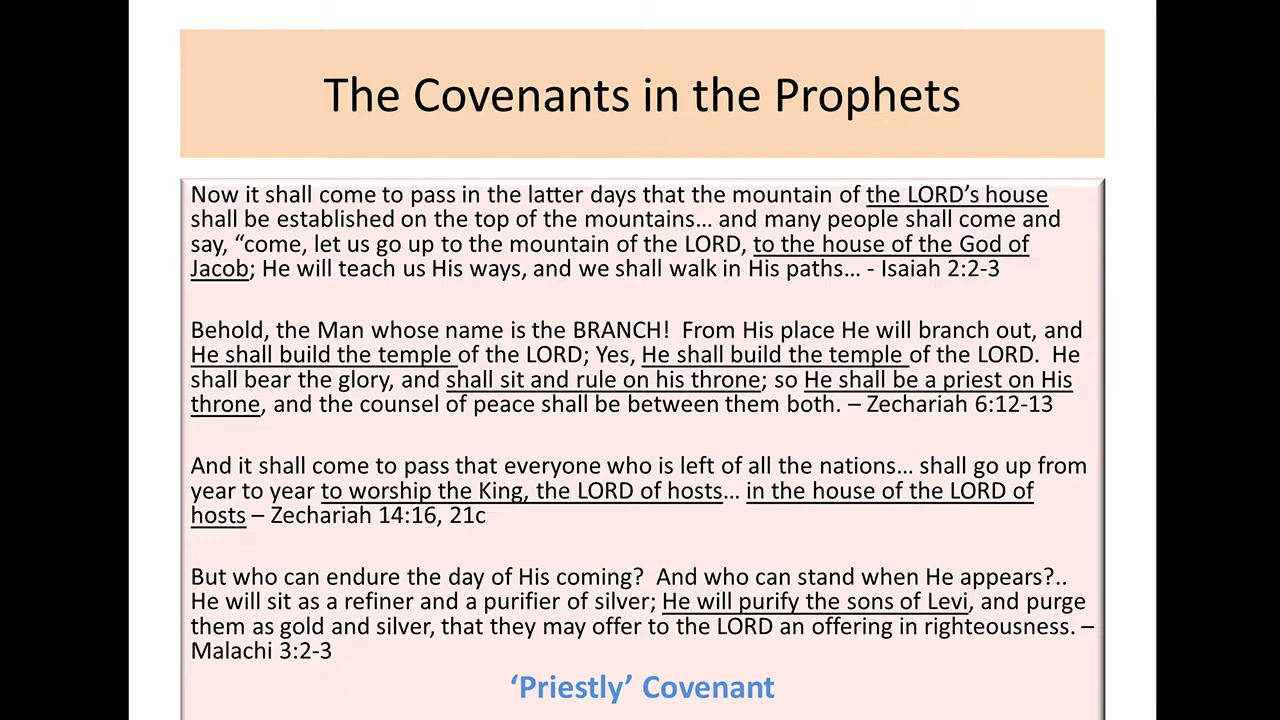 The Covenants in the Prophets
Now it shall come to pass in the latter days that the mountain of the LORD’s house
shall be established on the top of the mountains… and many people shall come and
say, “come, let us go up to the mountain of the LORD, to the house of the God of
Jacob; He will teach us His ways, and we shall walk in His paths… - Isaiah 2:2-3
Behold, the Man whose name is the BRANCH!  From His place He will branch out, and
He shall build the temple of the LORD; Yes, He shall build the temple of the LORD.  He
shall bear the glory, and shall sit and rule on his throne; so He shall be a priest on His
throne, and the counsel of peace shall be between them both. – Zechariah 6:12-13
And it shall come to pass that everyone who is left of all the nations… shall go up from
year to year to worship the King, the LORD of hosts… in the house of the LORD of
hosts – Zechariah 14:16, 21c
But who can endure the day of His coming?  And who can stand when He appears?..
He will sit as a refiner and a purifier of silver; He will purify the sons of Levi, and purge
them as gold and silver, that they may offer to the LORD an offering in righteousness. –
Malachi 3:2-3
‘Priestly’ Covenant